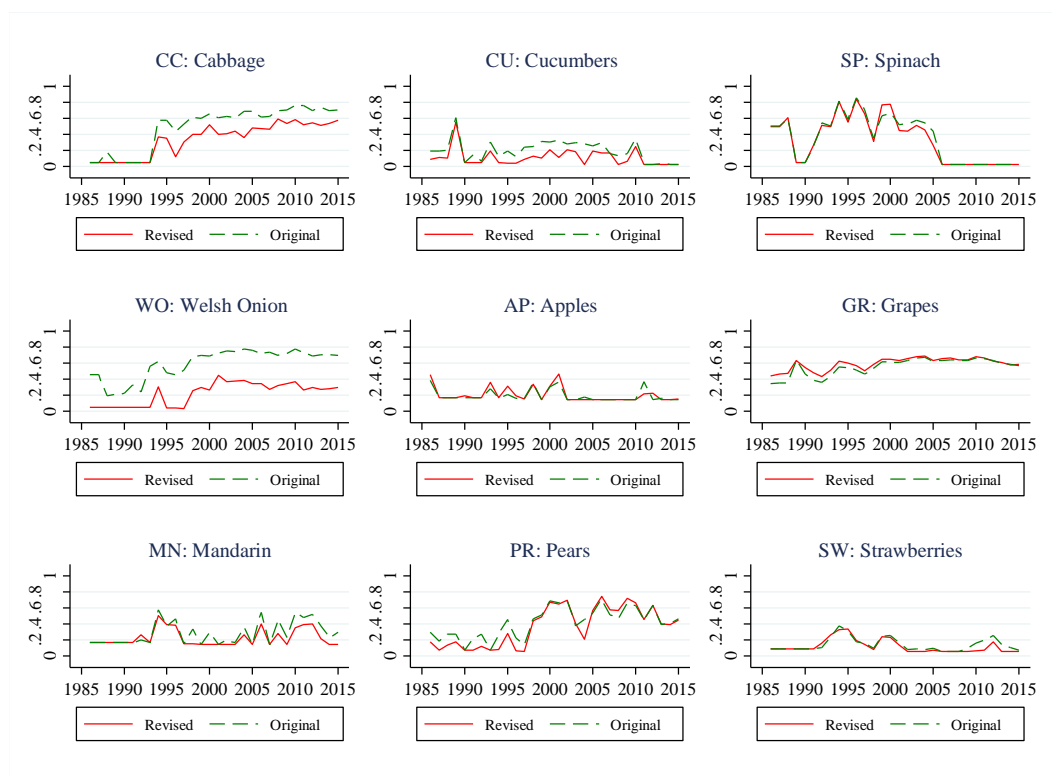 CC: Cabbage
0 .2 .4 .6 .8 1
1985 1990 1995 2000 2005 2010 2015
Revised Original
CU: Cucumbers
0 .2 .4 .6 .8 1
1985 1990 1995 2000 2005 2010 2015
Revised Original
SP: Spinach
0 .2 .4 .6 .8 1
1985 1990 1995 2000 2005 2010 2015
Revised Original
WO: Welsh Onion
0 .2 .4 .6 .8 1
1985 1990 1995 2000 2005 2010 2015
Revised Original
AP: Apples
0 .2 .4 .6 .8 1
1985 1990 1995 2000 2005 2010 2015
Revised Original
GR: Grapes
0 .2 .4 .6 .8 1
1985 1990 1995 2000 2005 2010 2015
Revised Original
MN: Mandarin
0 .2 .4 .6 .8 1
1985 1990 1995 2000 2005 2010 2015
Revised Original
PR: Pears
0 .2 .4 .6 .8 1
1985 1990 1995 2000 2005 2010 2015
Revised Original
SW: Strawberries
0 .2 .4 .6 .8 1
1985 1990 1995 2000 2005 2010 2015
Revised Original